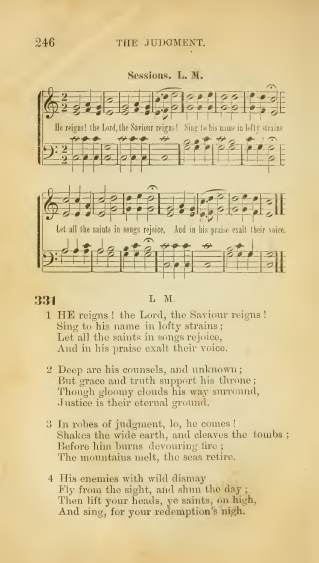 246 THE JUDGMENT.
Sessions. L. M.
He reigns! the Lord, the Saviour reigns! Sing to his name in lofty strains
Let all the saints in songs rejoice, And in his praise exalt their voice.
331 L M.
1 HE reigns! the Lord, the Saviour reigns!
Sing to his name in lofty strains;
Let all the saints in songs rejoice,
And in his praise exalt their voice.
2 Deep are his counsels, and unknown;
But grace and truth support his throne;
Though gloomy clouds his way surround,
Justice is their eternal ground.
3 In robes of judgment, lo, he comes!
Shakes the wide earth, and cleaves the tombs;
Before him burns devouring fire;
The mountains melt, the seas retire.
4 His enemies with wild dismay
Fly from the sight, and shun the day;
Then lift your heads, ye saints, on high,
And sing, for your redemption's nigh.